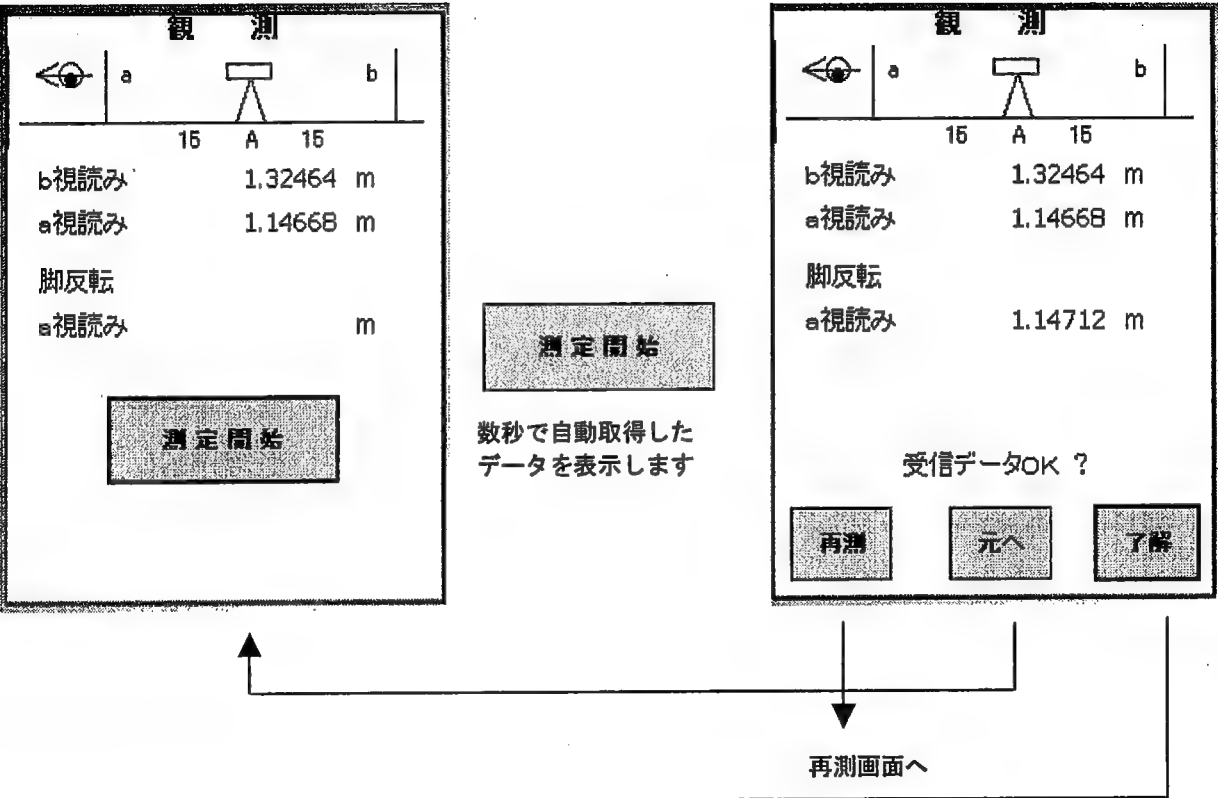 観 測
a
b
15 A 15
b視読み 1.32464 m
a視読み 1.14668 m
脚反転
a視読み m
測定開始
測定開始
数秒で自動取得した
データを表示します
観 測
a
b
15 A 15
b視読み 1.32464 m
a視読み 1.14668 m
脚反転
a視読み 1.14712 m
受信データOK ?
再測 元へ 了解
再測画面へ